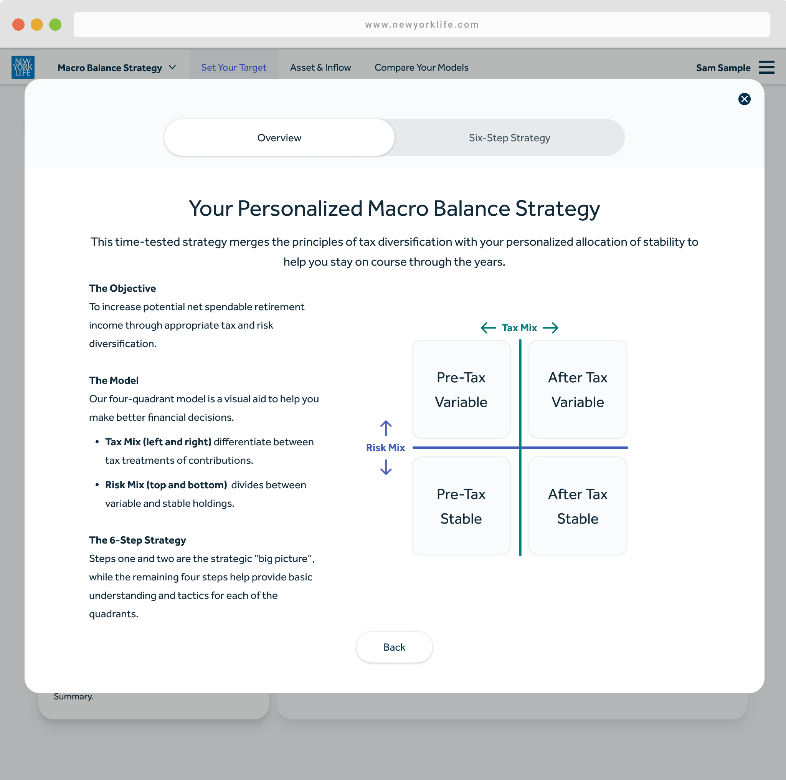 www.newyorklife.com
NEW
YORK
LIFE
Macro Balance Strategy
Set Your Target
Asset & Inflow
Compare Your Models
Sam Sample
Overview
Six-Step Strategy
Your Personalized Macro Balance Strategy
This time-tested strategy merges the principles of tax diversification with your personalized allocation of stability to
help you stay on course through the years.
The Objective
To increase potential net spendable retirement
income through appropriate tax and risk
diversification.
The Model
Our four-quadrant model is a visual aid to help you
make better financial decisions.
• Tax Mix (left and right) differentiate between
tax treatments of contributions.
• Risk Mix (top and bottom) divides between
variable and stable holdings.
The 6-Step Strategy
Steps one and two are the strategic "big picture",
while the remaining four steps help provide basic
understanding and tactics for each of the
quadrants.
← Tax Mix →
Pre-Tax
Variable
After Tax
Variable
↑
Risk Mix
↓
Pre-Tax
Stable
After Tax
Stable
Back
Summary.